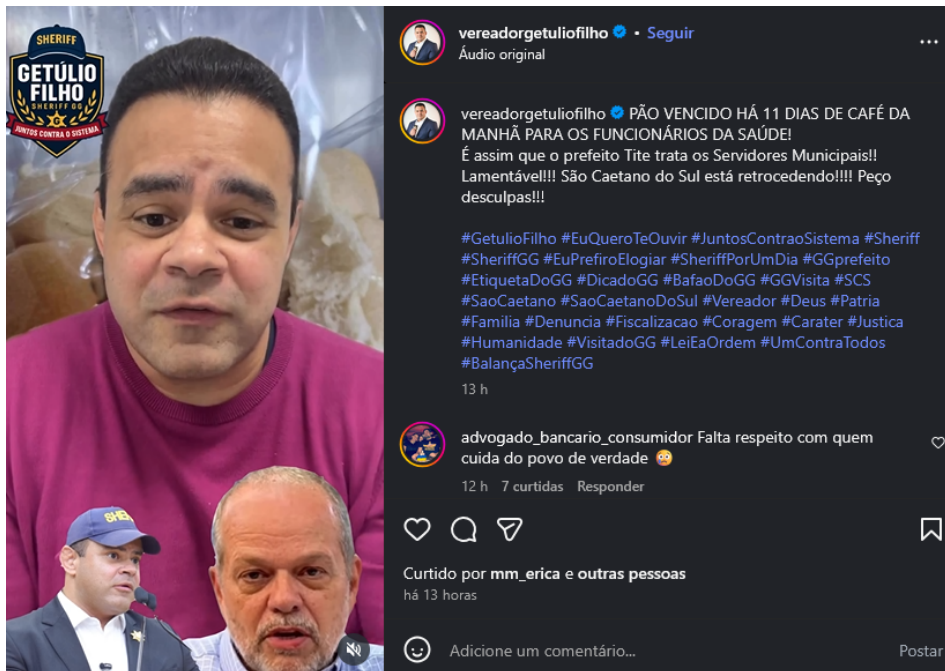 SHERIFF
GETÚLIO
FILHO
SHERIFF GG
JUNTOS CONTRA O SISTEMA
SHE
vereadorgetuliofilho • Seguir
Áudio original
vereadorgetuliofilho PÃO VENCIDO HÁ 11 DIAS DE CAFÉ DA
MANHÃ PARA OS FUNCIONÁRIOS DA SAÚDE!
É assim que o prefeito Tite trata os Servidores Municipais!!
Lamentável!!! São Caetano do Sul está retrocedendo!!!! Peço
desculpas!!!
#GetulioFilho #EuQueroTeOuvir #JuntosContraoSistema #Sheriff
#SheriffGG #EuPrefiroElogiar #SheriffPorUmDia #GGprefeito
#EtiquetaDoGG #DicadoGG #BafaoDoGG #GGVisita #SCS
#SaoCaetano #SaoCaetanoDoSul #Vereador #Deus #Patria
#Familia #Denuncia #Fiscalizacao #Coragem #Carater #Justica
#Humanidade #VisitadoGG #LeiEaOrdem #UmContraTodos
#BalançaSheriffGG
13 h
advogado_bancario_consumidor Falta respeito com quem
cuida do povo de verdade 😳
12 h 7 curtidas Responder
Curtido por mm_erica e outras pessoas
há 13 horas
Adicione um comentário... Postar